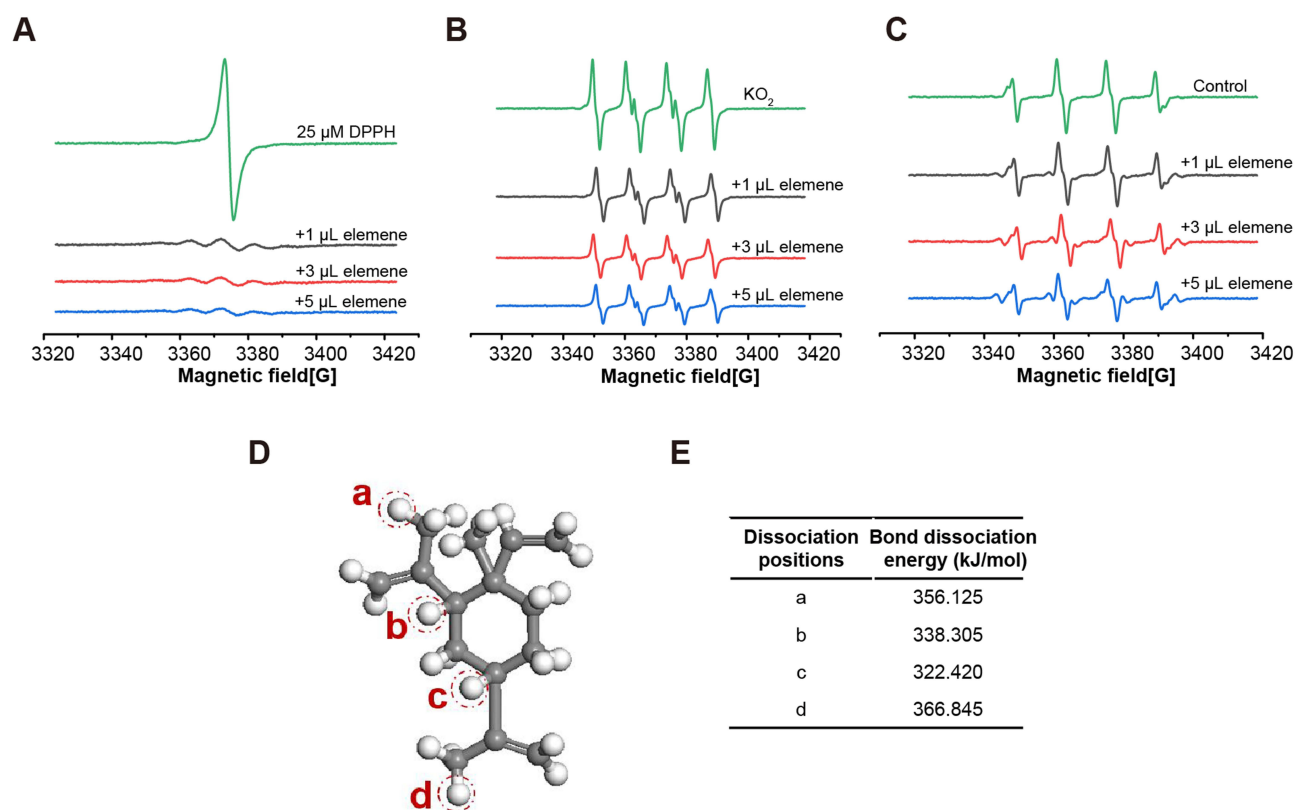 A
25 µM DPPH
+1 µL elemene
+3 µL elemene
+5 µL elemene
3320 3340 3360 3380 3400 3420
Magnetic field[G]
B
KO₂
+1 µL elemene
+3 µL elemene
+5 µL elemene
3320 3340 3360 3380 3400 3420
Magnetic field[G]
C
Control
+1 µL elemene
+3 µL elemene
+5 µL elemene
3320 3340 3360 3380 3400 3420
Magnetic field[G]
D
a
b
c
d
E
Dissociation positions Bond dissociation energy (kJ/mol)
a 356.125
b 338.305
c 322.420
d 366.845